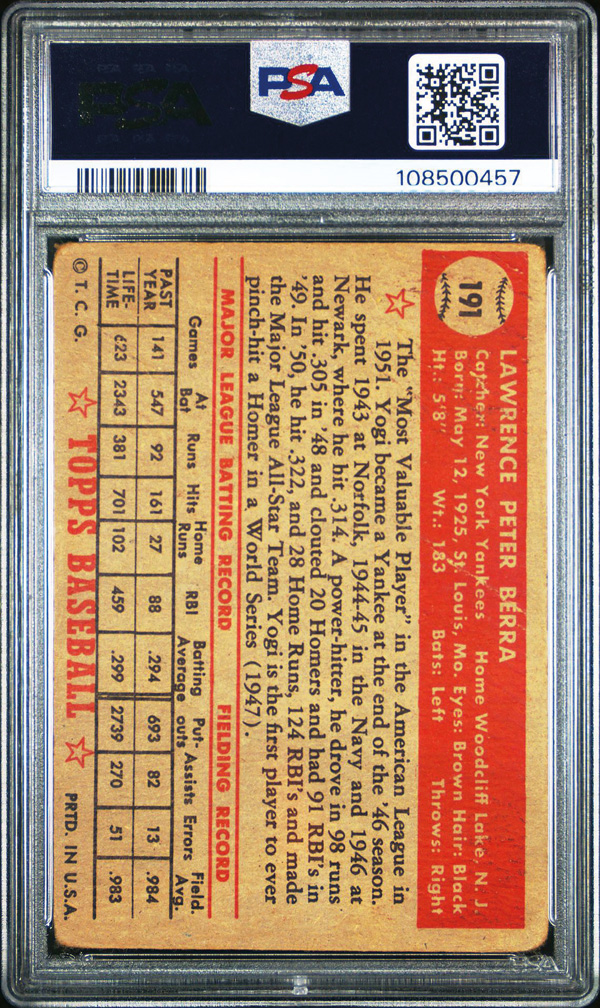 PSA
PSA
108500457
191
LAWRENCE PETER BERRA
Catcher: New York Yankees Home Woodcliff Lake, N. J.
Born: May 12, 1925, St. Louis, Mo. Eyes: Brown Hair: Black
Ht.: 5'8" Wt.: 183 Bats: Left Throws: Right
The "Most Valuable Player" in the American League in
1951. Yogi became a Yankee at the end of the '46 season.
He spent 1943 at Norfolk, 1944-45 in the Navy and 1946 at
Newark, where he hit .314. A power-hitter, he drove in 98 runs
and hit .305 in '48 and clouted 20 Homers and had 91 RBI's in
'49. In '50, he hit .322, and 28 Home Runs, 124 RBI's and made
the Major League All-Star Team. Yogi is the first player to ever
pinch-hit a Homer in a World Series (1947).
MAJOR LEAGUE BATTING RECORD FIELDING RECORD
Games At Bat Runs Hits Home Runs RBI Batting Average Put-outs Assists Errors Field. Avg.
PAST YEAR 141 547 92 161 27 88 .294 693 82 13 .984
LIFE-TIME 623 2343 381 701 102 459 .299 2739 270 51 .983
© T. C. G. TOPPS BASEBALL PRTD. IN U.S.A.